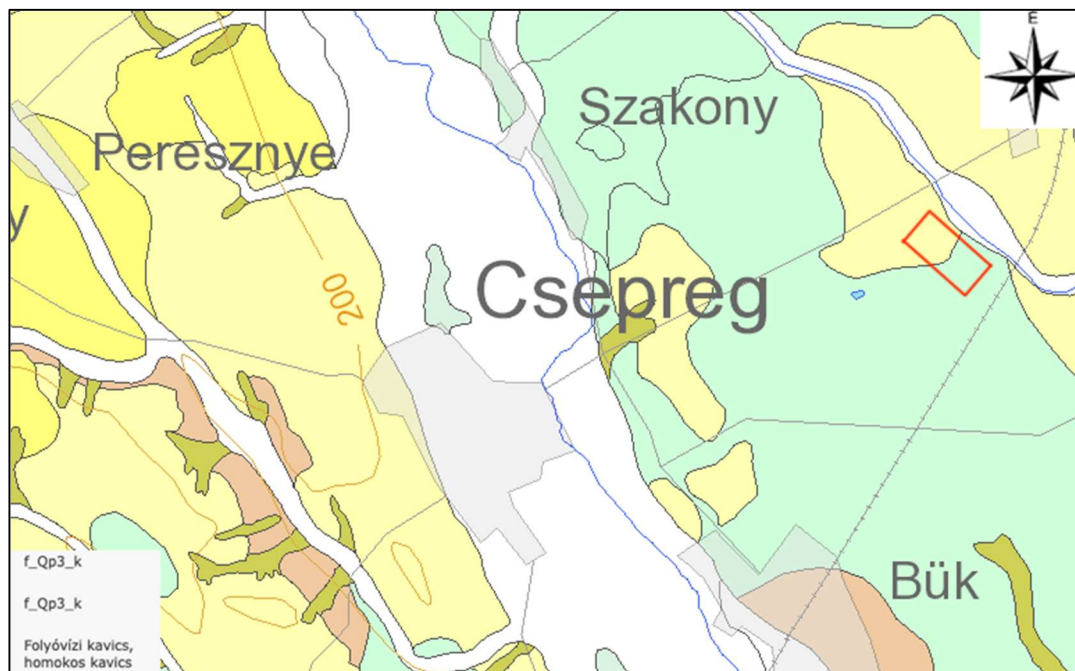 É
Szakony
Peresznye
y
Csepreg
200
Bük
f_Qp3_k
f_Qp3_k
Folyóvízi kavics,
homokos kavics